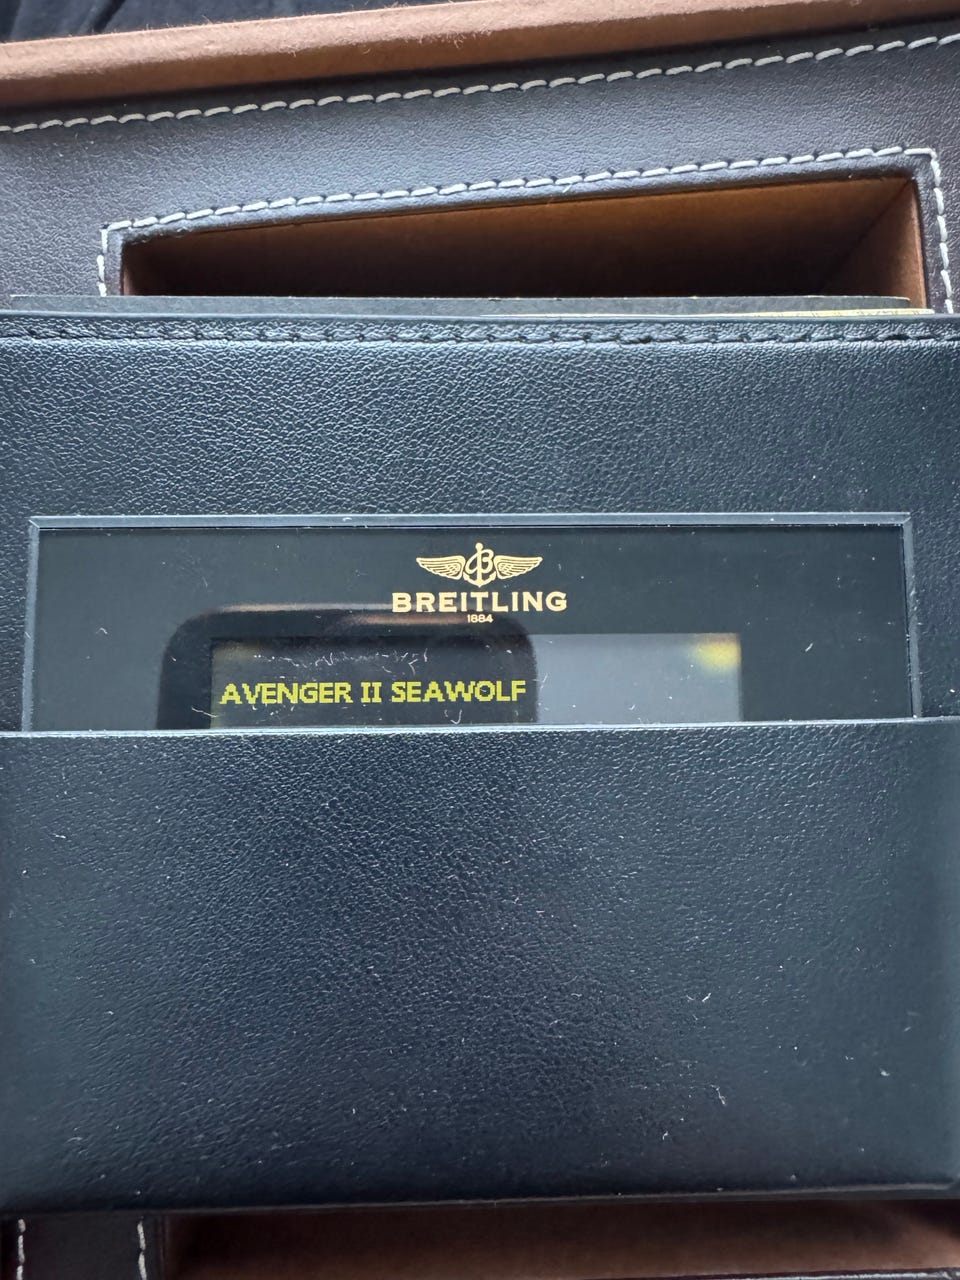 BREITLING
1884
AVENGER II SEAWOLF